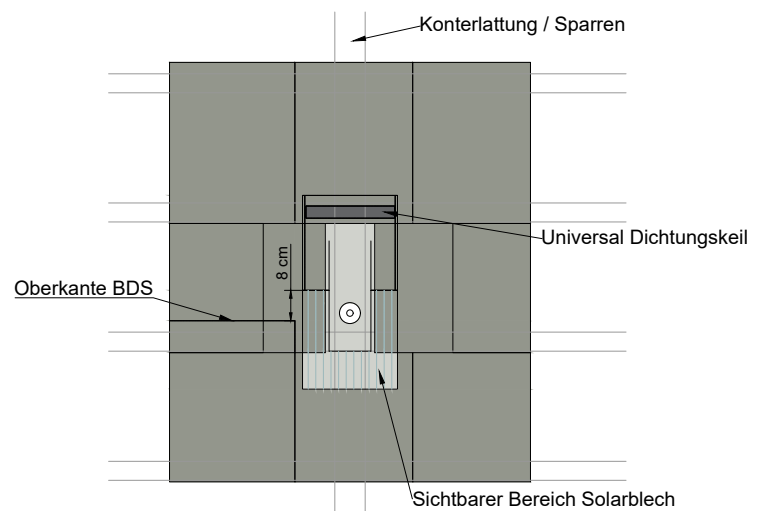 Konterlattung / Sparren
Universal Dichtungskeil
8 cm
Oberkante BDS
Sichtbarer Bereich Solarblech